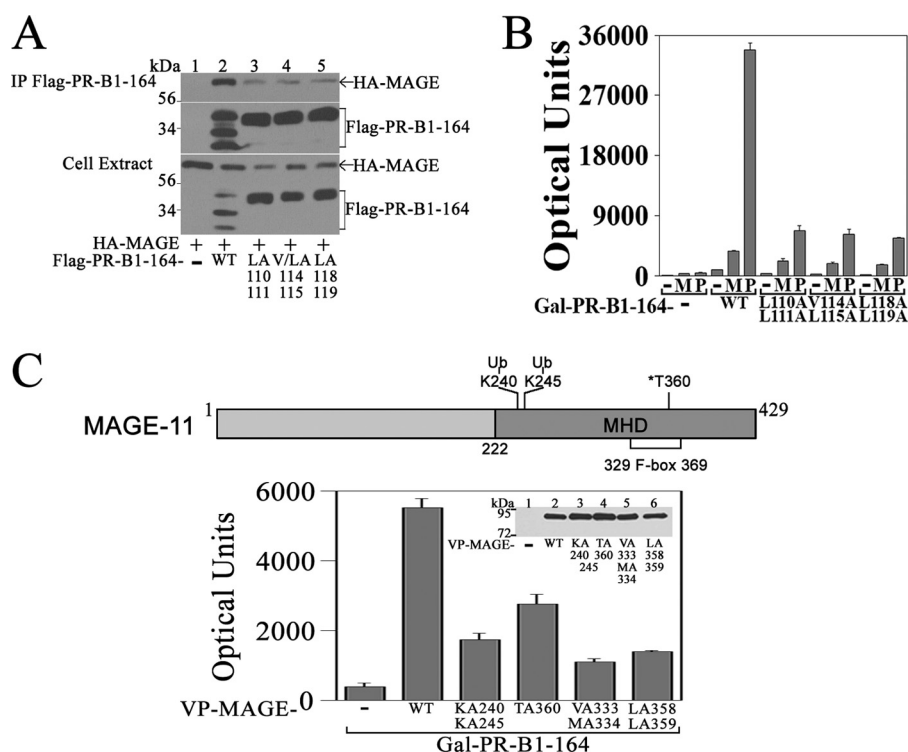 A
kDa 1 2 3 4 5
IP Flag-PR-B1-164
HA-MAGE
56
34
Flag-PR-B1-164
Cell Extract
HA-MAGE
56
34
Flag-PR-B1-164
HA-MAGE + + + + +
Flag-PR-B1-164- – WT LA V/LA LA
110 114 118
111 115 119
B
Optical Units
36000
27000
18000
9000
0
– M P – M P – M P – M P – M P
Gal-PR-B1-164- – WT L110A V114A L118A
L111A L115A L119A
C
Ub Ub
K240 K245 *T360
1 429
MAGE-11 MHD
222
329 F-box 369
Optical Units
6000
4000
2000
0
kDa 1 2 3 4 5 6
95
72
VP-MAGE- – WT KA TA VA LA
240 360 333 358
245 MA 359
334
VP-MAGE- – WT KA240 TA360 VA333 LA358
KA245 MA334 LA359
Gal-PR-B1-164